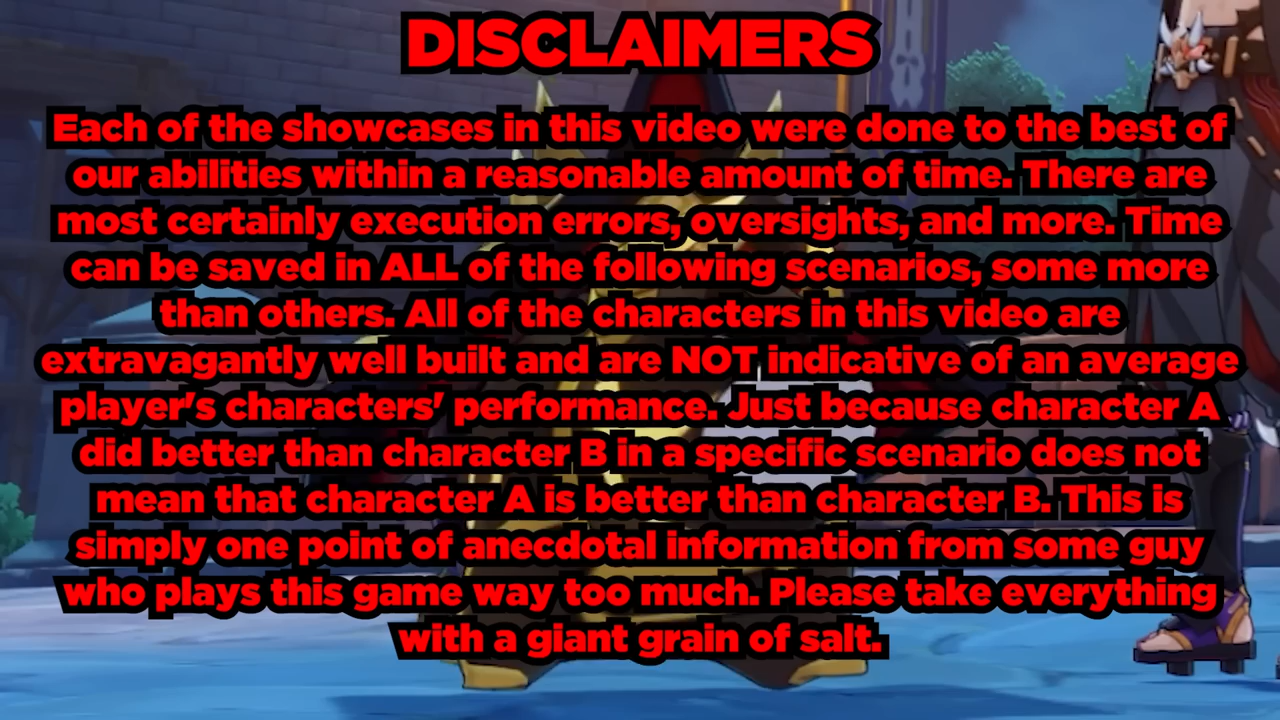 DISCLAIMERS
Each of the showcases in this video were done to the best of
our abilities within a reasonable amount of time. There are
most certainly execution errors, oversights, and more. Time
can be saved in ALL of the following scenarios, some more
than others. All of the characters in this video are
extravagantly well built and are NOT indicative of an average
player's characters' performance. Just because character A
did better than character B in a specific scenario does not
mean that character A is better than character B. This is
simply one point of anecdotal information from some guy
who plays this game way too much. Please take everything
with a giant grain of salt.